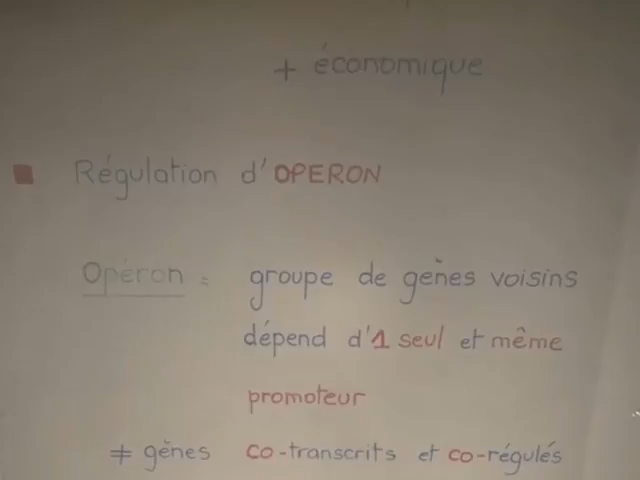 + économique
Régulation d'OPERON
Opéron = groupe de gènes voisins
dépend d'1 seul et même
promoteur
≠ gènes co-transcrits et co-régulés